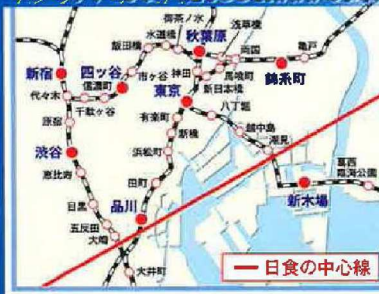 御茶ノ水
浅草橋
水道橋
秋葉原
飯田橋
両国
亀戸
新宿
四ッ谷
市ヶ谷
神田
馬喰町
錦糸町
信濃町
新日本橋
代々木
東京
千駄ヶ谷
八丁堀
原宿
有楽町
越中島
新橋
渋谷
潮見
浜松町
葛西
臨海公園
恵比寿
田町
新木場
目黒
品川
五反田
大崎
日食の中心線
大井町